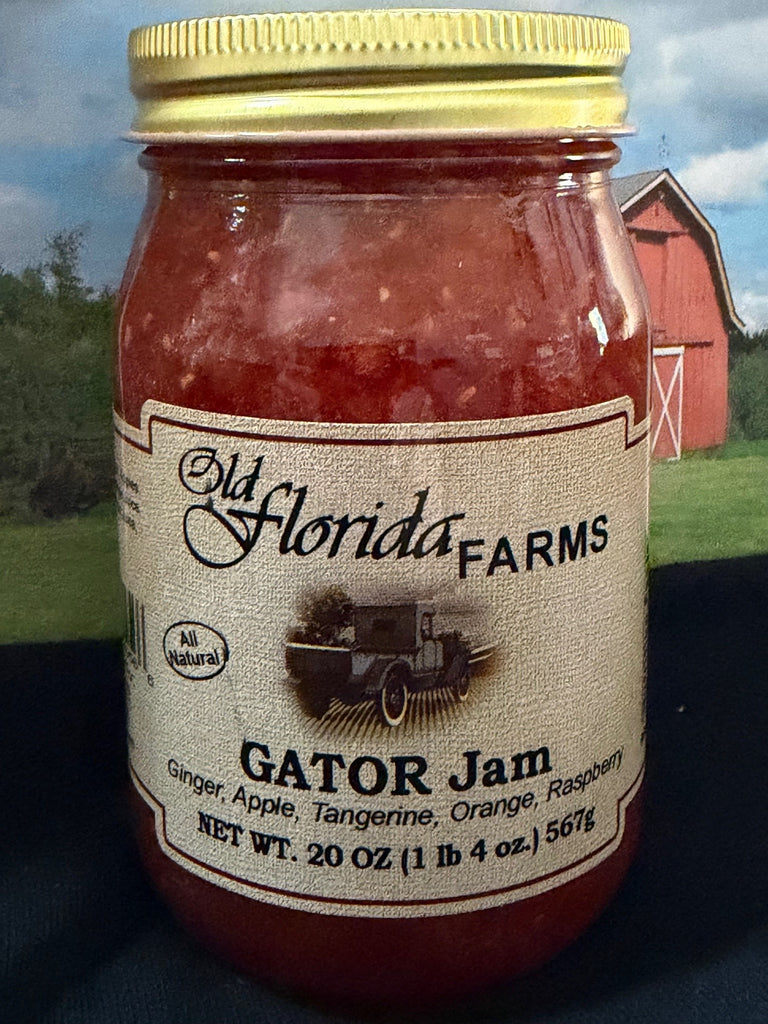 Old
Florida FARMS
All
Natural
GATOR Jam
Ginger, Apple, Tangerine, Orange, Raspberry
NET WT. 20 OZ (1 lb 4 oz.) 567g
6